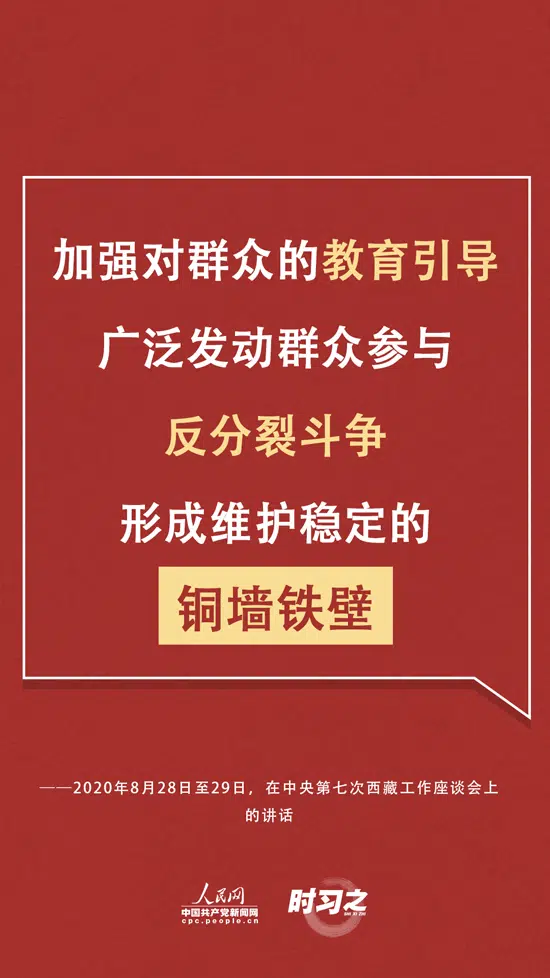 加强对群众的教育引导
广泛发动群众参与
反分裂斗争
形成维护稳定的
铜墙铁壁
——2020年8月28日至29日，在中央第七次西藏工作座谈会上
的讲话
人民网
中国共产党新闻网
cpc.people.cn
时习之
SHI XI ZHI